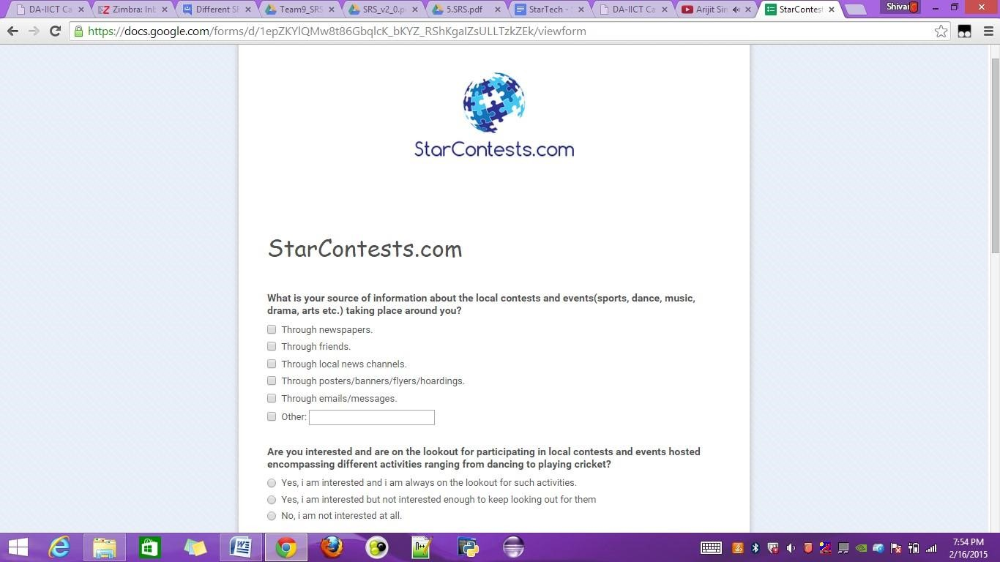 DA-IICT Ca
Zimbra: Inb
Different SR
Team9_SRS
SRS_v2_0.p
5.SRS.pdf
StarTech -
DA-IICT Ca
Arijit Sin
StarContest
Shivan
https://docs.google.com/forms/d/1epZKYlQMw8t86GbqIcK_bKYZ_RShKgaIZsULLTzkZEk/viewform
StarContests.com
StarContests.com
What is your source of information about the local contests and events(sports, dance, music,
drama, arts etc.) taking place around you?
Through newspapers.
Through friends.
Through local news channels.
Through posters/banners/flyers/hoardings.
Through emails/messages.
Other:
Are you interested and are on the lookout for participating in local contests and events hosted
encompassing different activities ranging from dancing to playing cricket?
Yes, i am interested and i am always on the lookout for such activities.
Yes, i am interested but not interested enough to keep looking out for them
No, i am not interested at all.
7:54 PM
2/16/2015